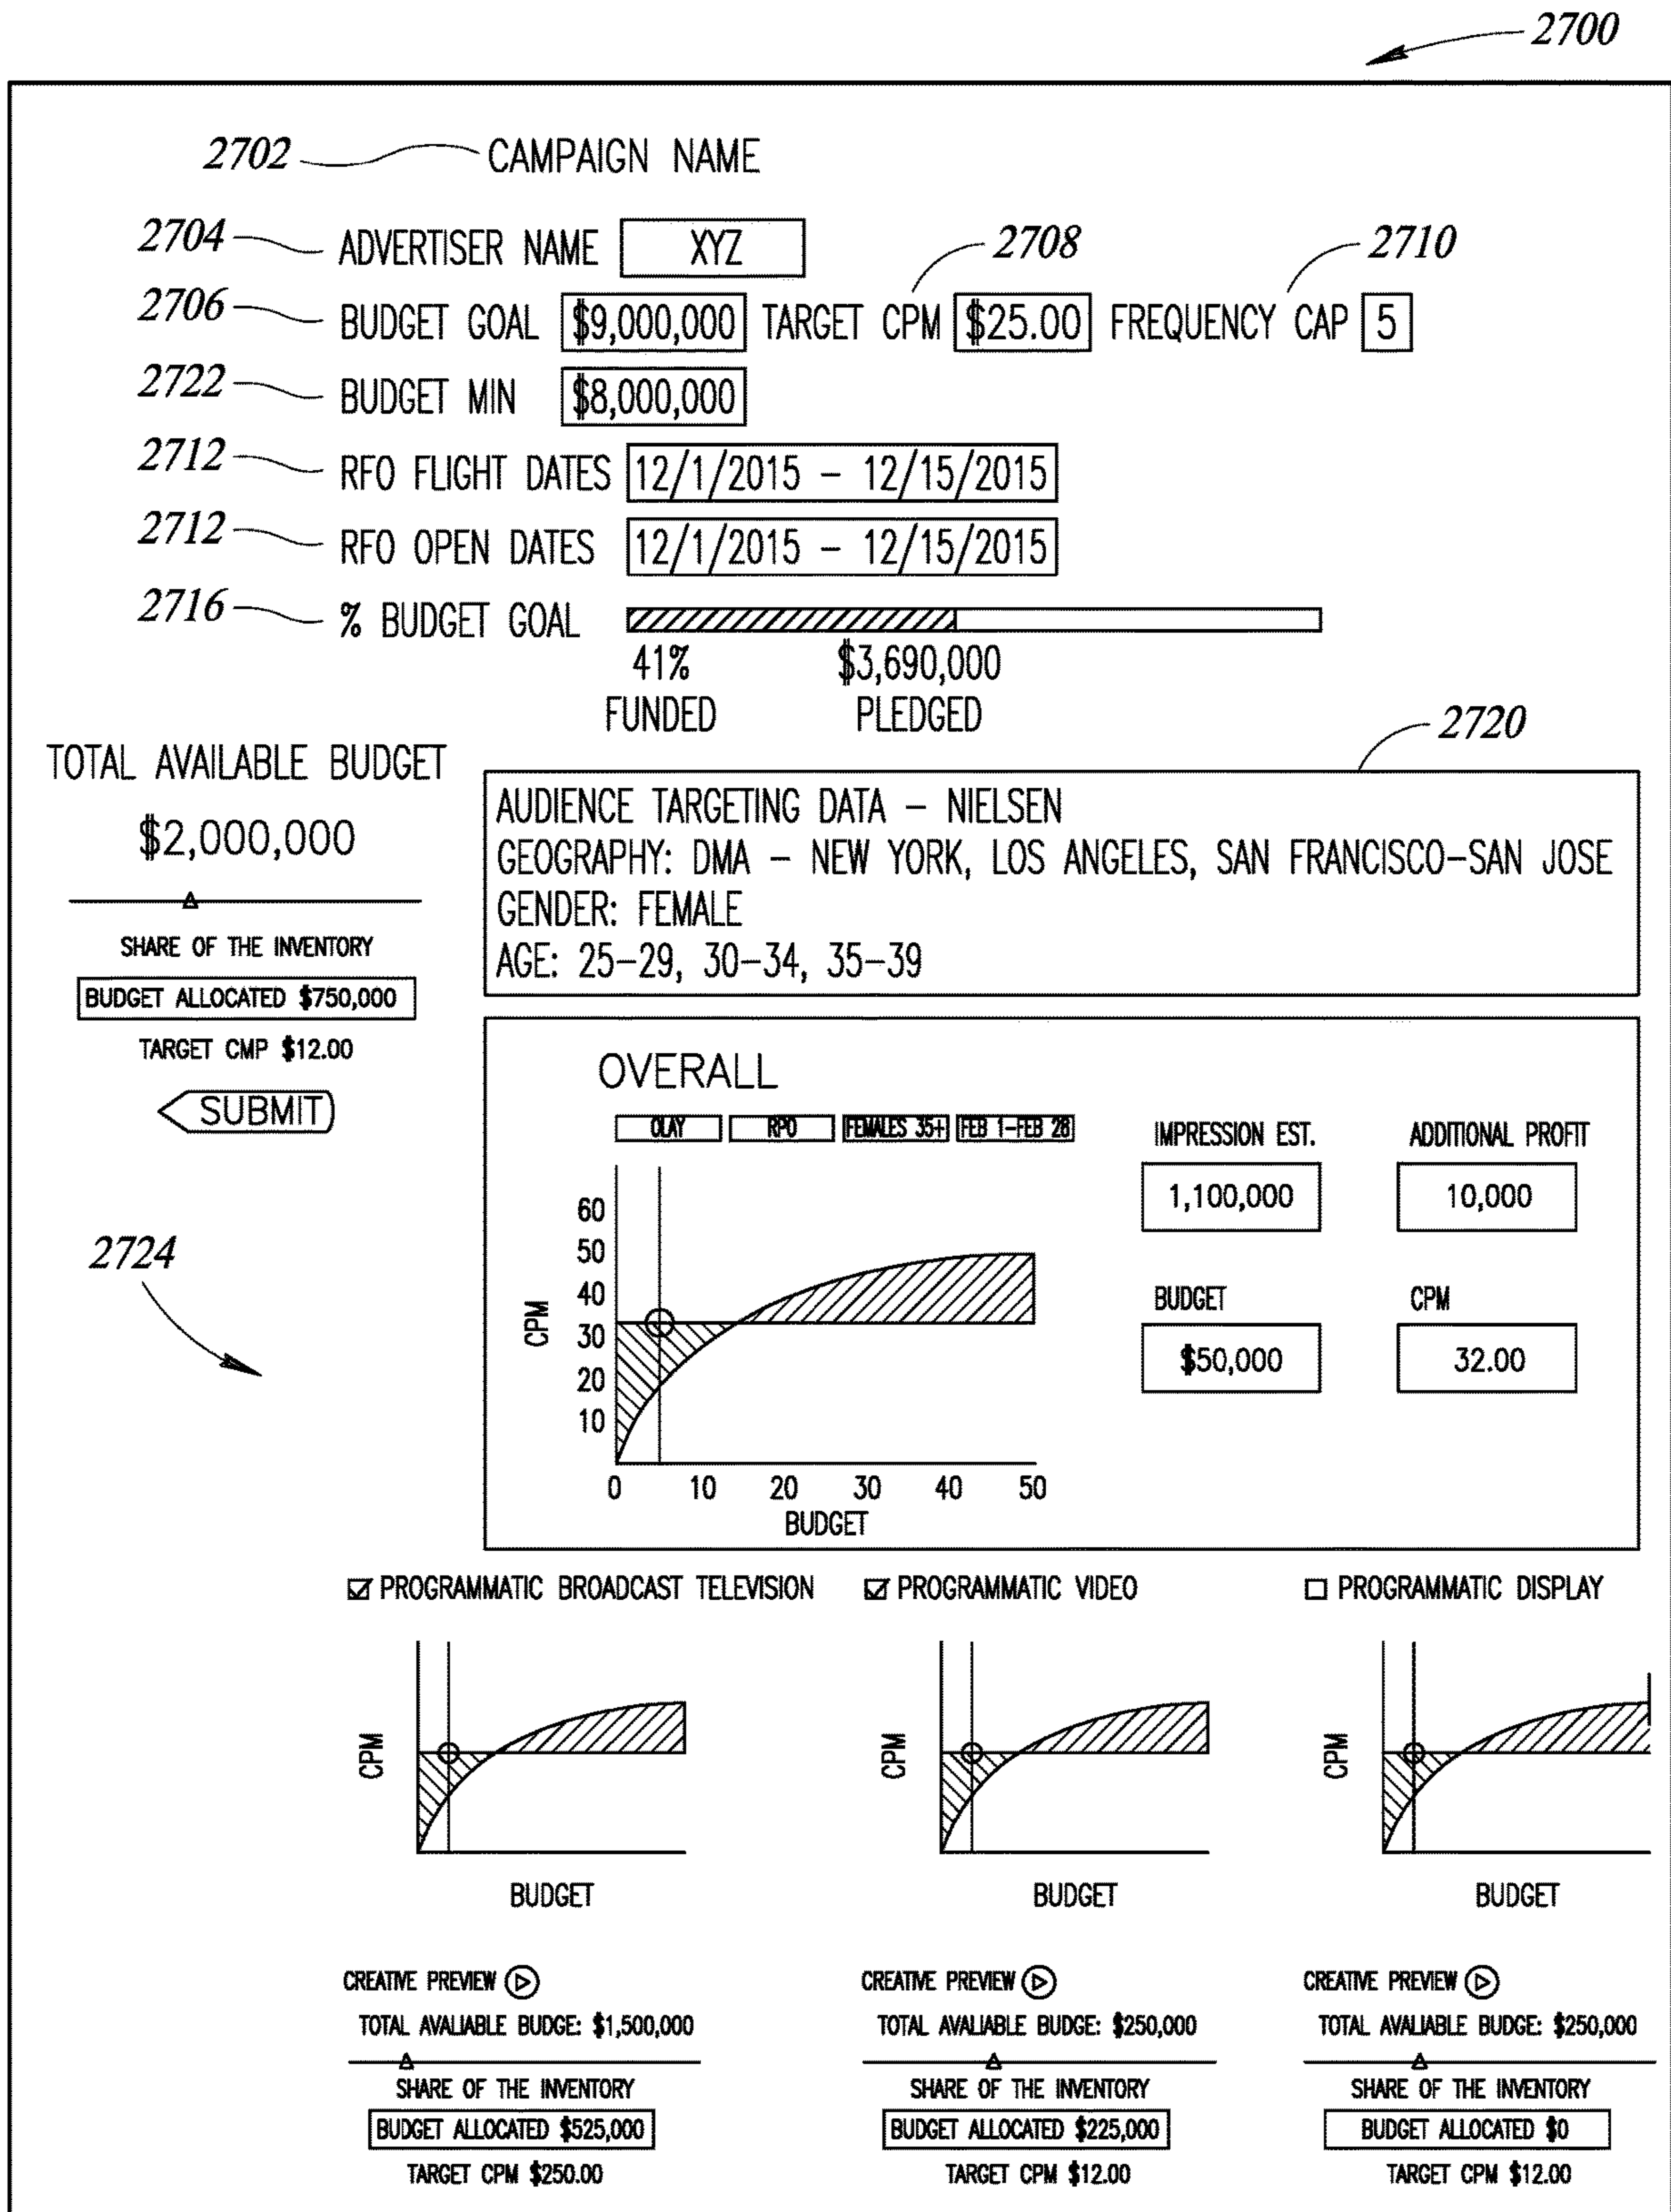 2700
2702 CAMPAIGN NAME
2704 ADVERTISER NAME XYZ 2708 2710
2706 BUDGET GOAL $9,000,000 TARGET CPM $25.00 FREQUENCY CAP 5
2722 BUDGET MIN $8,000,000
2712 RFO FLIGHT DATES 12/1/2015 – 12/15/2015
2712 RFO OPEN DATES 12/1/2015 – 12/15/2015
2716 % BUDGET GOAL
41% $3,690,000
FUNDED PLEDGED
2720
TOTAL AVAILABLE BUDGET
$2,000,000
SHARE OF THE INVENTORY
BUDGET ALLOCATED $750,000
TARGET CMP $12.00
SUBMIT
AUDIENCE TARGETING DATA – NIELSEN
GEOGRAPHY: DMA – NEW YORK, LOS ANGELES, SAN FRANCISCO–SAN JOSE
GENDER: FEMALE
AGE: 25–29, 30–34, 35–39
2724
OVERALL
OLAY RPO FEMALES 35+ FEB 1–FEB 28
60
50
40
30
20
10
CPM
0 10 20 30 40 50
BUDGET
IMPRESSION EST. ADDITIONAL PROFIT
1,100,000 10,000
BUDGET CPM
$50,000 32.00
PROGRAMMATIC BROADCAST TELEVISION PROGRAMMATIC VIDEO PROGRAMMATIC DISPLAY
CPM CPM CPM
BUDGET BUDGET BUDGET
CREATIVE PREVIEW CREATIVE PREVIEW CREATIVE PREVIEW
TOTAL AVALIABLE BUDGE: $1,500,000 TOTAL AVALIABLE BUDGE: $250,000 TOTAL AVALIABLE BUDGE: $250,000
SHARE OF THE INVENTORY SHARE OF THE INVENTORY SHARE OF THE INVENTORY
BUDGET ALLOCATED $525,000 BUDGET ALLOCATED $225,000 BUDGET ALLOCATED $0
TARGET CPM $250.00 TARGET CPM $12.00 TARGET CPM $12.00